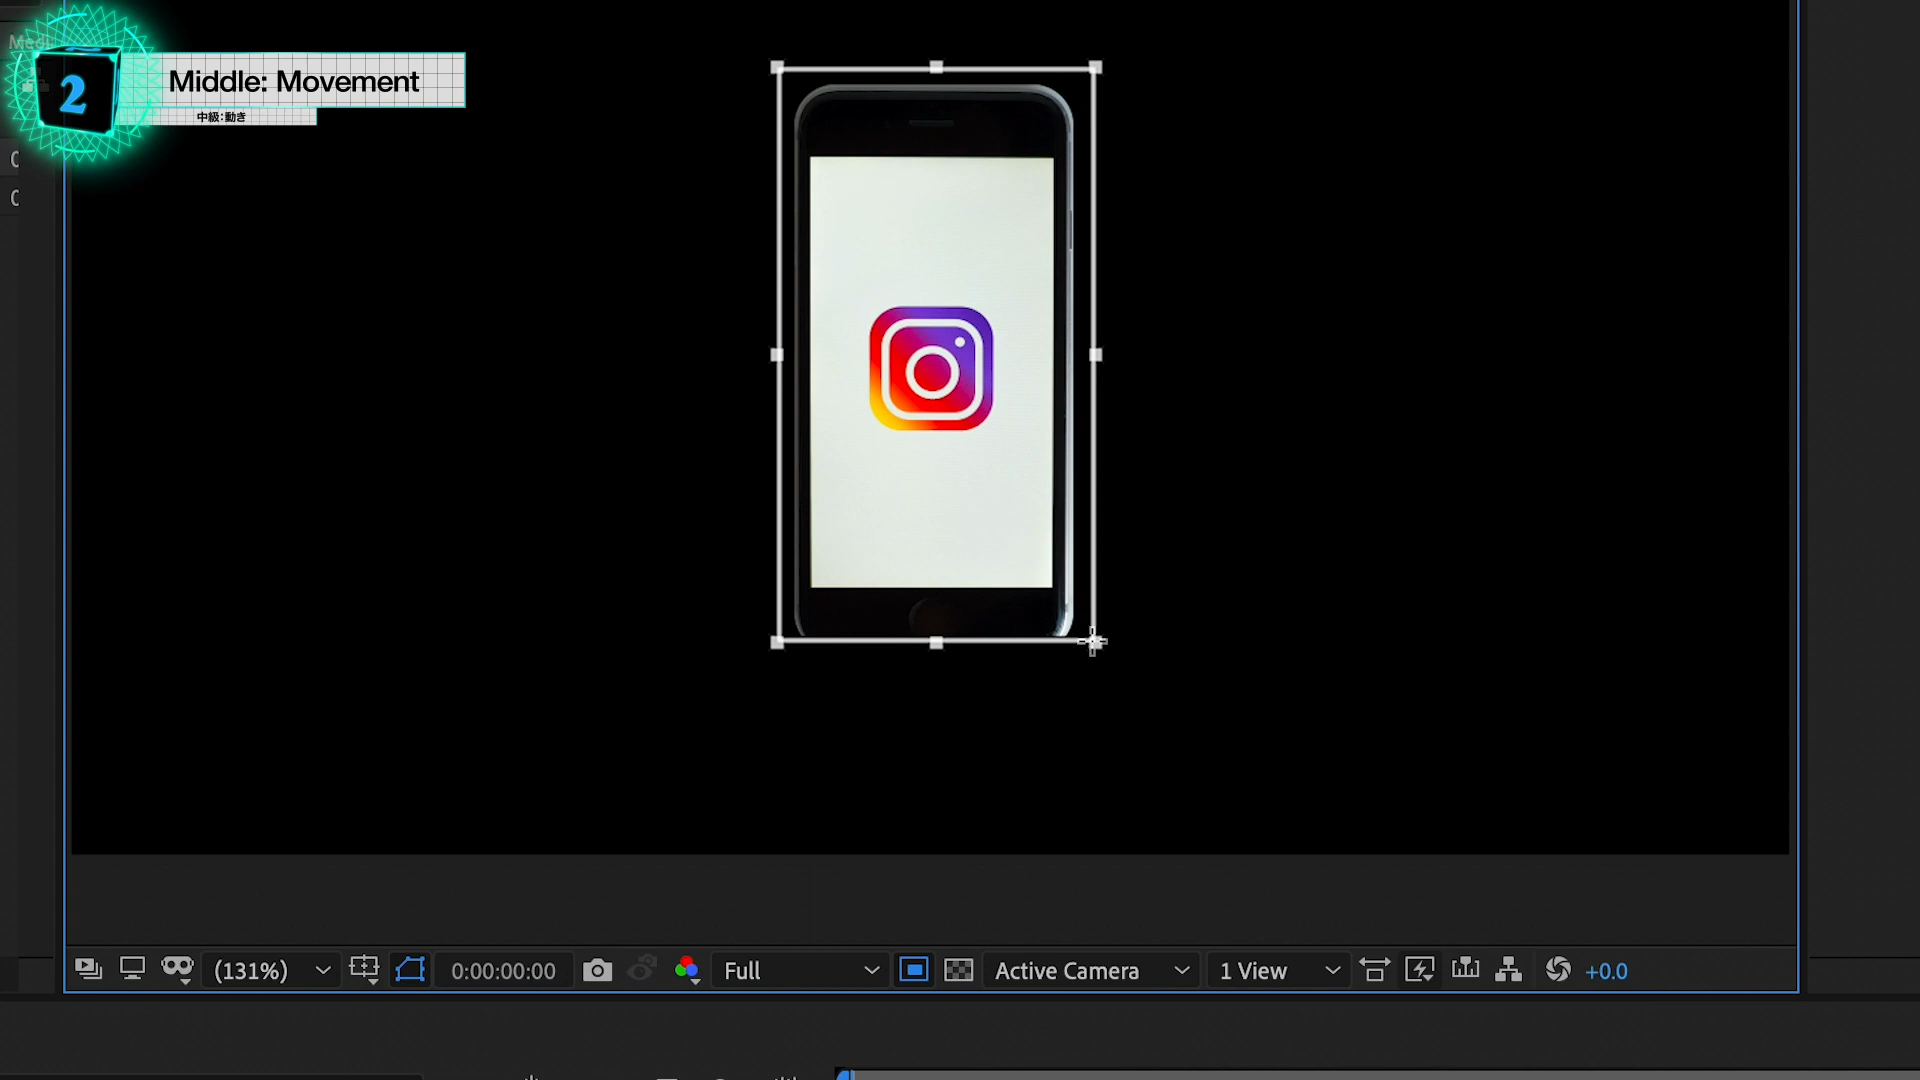 2
Middle: Movement
中級:動き
(131%)
0:00:00:00
Full
Active Camera
1 View
+0.0